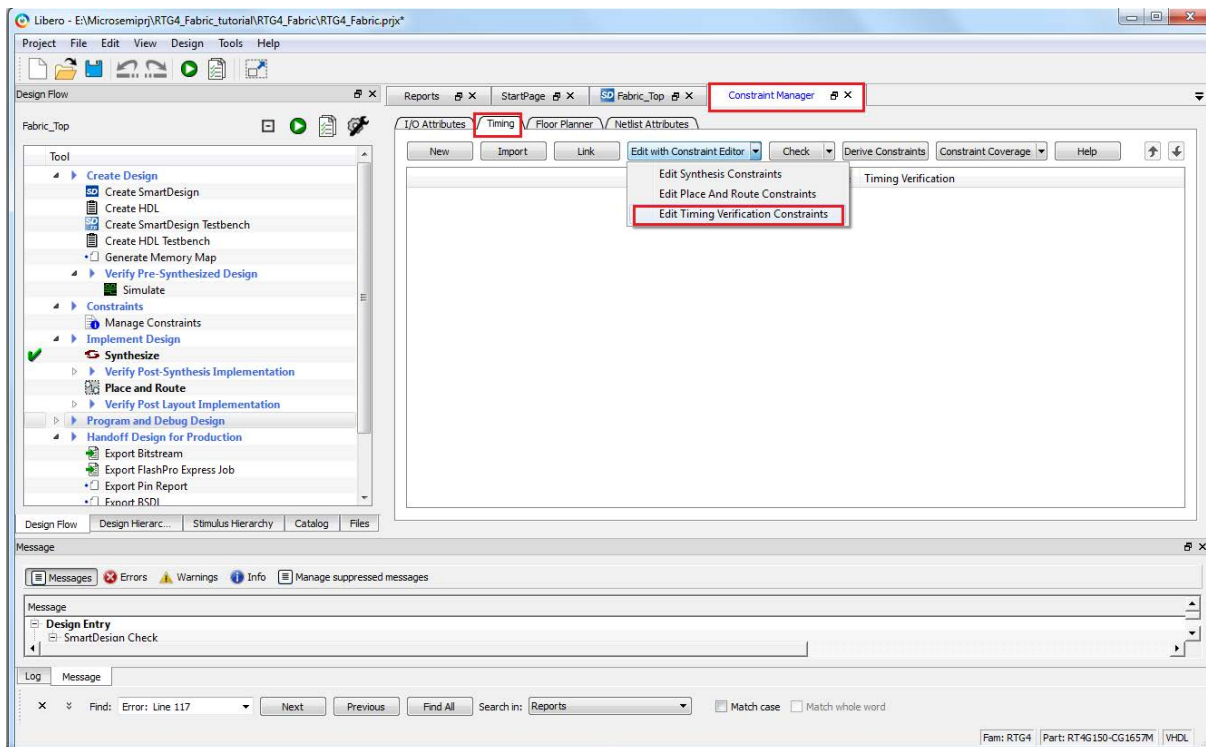 Libero - E:\Microsemiprj\RTG4_Fabric_tutorial\RTG4_Fabric\RTG4_Fabric.prjx*
Project File Edit View Design Tools Help
Design Flow
Reports StartPage SD Fabric_Top Constraint Manager
Fabric_Top
I/O Attributes Timing Floor Planner Netlist Attributes
New Import Link Edit with Constraint Editor Check Derive Constraints Constraint Coverage Help
Edit Synthesis Constraints
Edit Place And Route Constraints
Edit Timing Verification Constraints
Timing Verification
Tool
Create Design
SD Create SmartDesign
Create HDL
Create SmartDesign Testbench
Create HDL Testbench
Generate Memory Map
Verify Pre-Synthesized Design
Simulate
Constraints
Manage Constraints
Implement Design
Synthesize
Verify Post-Synthesis Implementation
Place and Route
Verify Post Layout Implementation
Program and Debug Design
Handoff Design for Production
Export Bitstream
Export FlashPro Express Job
Export Pin Report
Export BSDL
Design Flow Design Hierarc... Stimulus Hierarchy Catalog Files
Message
Messages Errors Warnings Info Manage suppressed messages
Message
Design Entry
SmartDesign Check
Log Message
Find: Error: Line 117 Next Previous Find All Search in: Reports Match case Match whole word
Fam: RTG4 Part: RT4G150-CG1657M VHDL